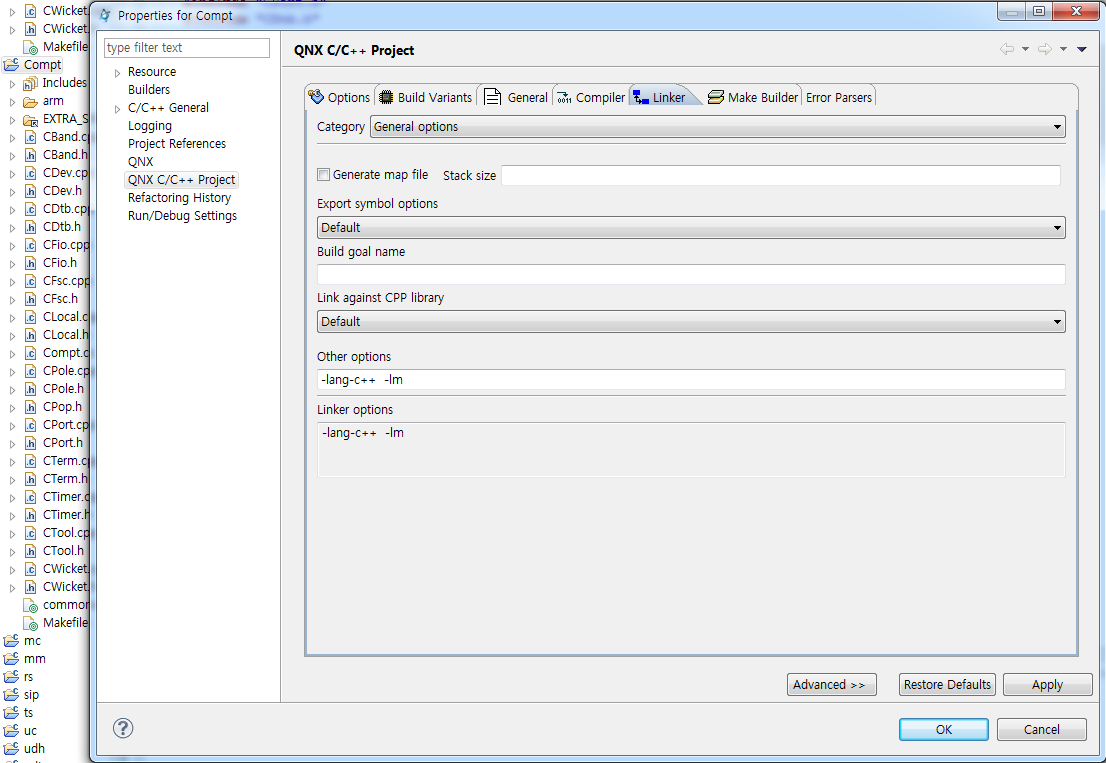 Properties for Compt
CWicket.
CWicket.
Makefile
Compt
Includes
arm
EXTRA_S
CBand.cp
CBand.h
CDev.cp
CDev.h
CDtb.cpp
CDtb.h
CFio.cpp
CFio.h
CFsc.cpp
CFsc.h
CLocal.c
CLocal.h
Compt.c
CPole.cp
CPole.h
CPop.h
CPort.cp
CPort.h
CTerm.cp
CTerm.h
CTimer.c
CTimer.h
CTool.cp
CTool.h
CWicket.
CWicket.
common
Makefile
mc
mm
rs
sip
ts
uc
udh
type filter text
Resource
Builders
C/C++ General
Logging
Project References
QNX
QNX C/C++ Project
Refactoring History
Run/Debug Settings
QNX C/C++ Project
Options Build Variants General Compiler Linker Make Builder Error Parsers
Category General options
Generate map file Stack size
Export symbol options
Default
Build goal name
Link against CPP library
Default
Other options
-lang-c++ -lm
Linker options
-lang-c++ -lm
Advanced >> Restore Defaults Apply
OK Cancel